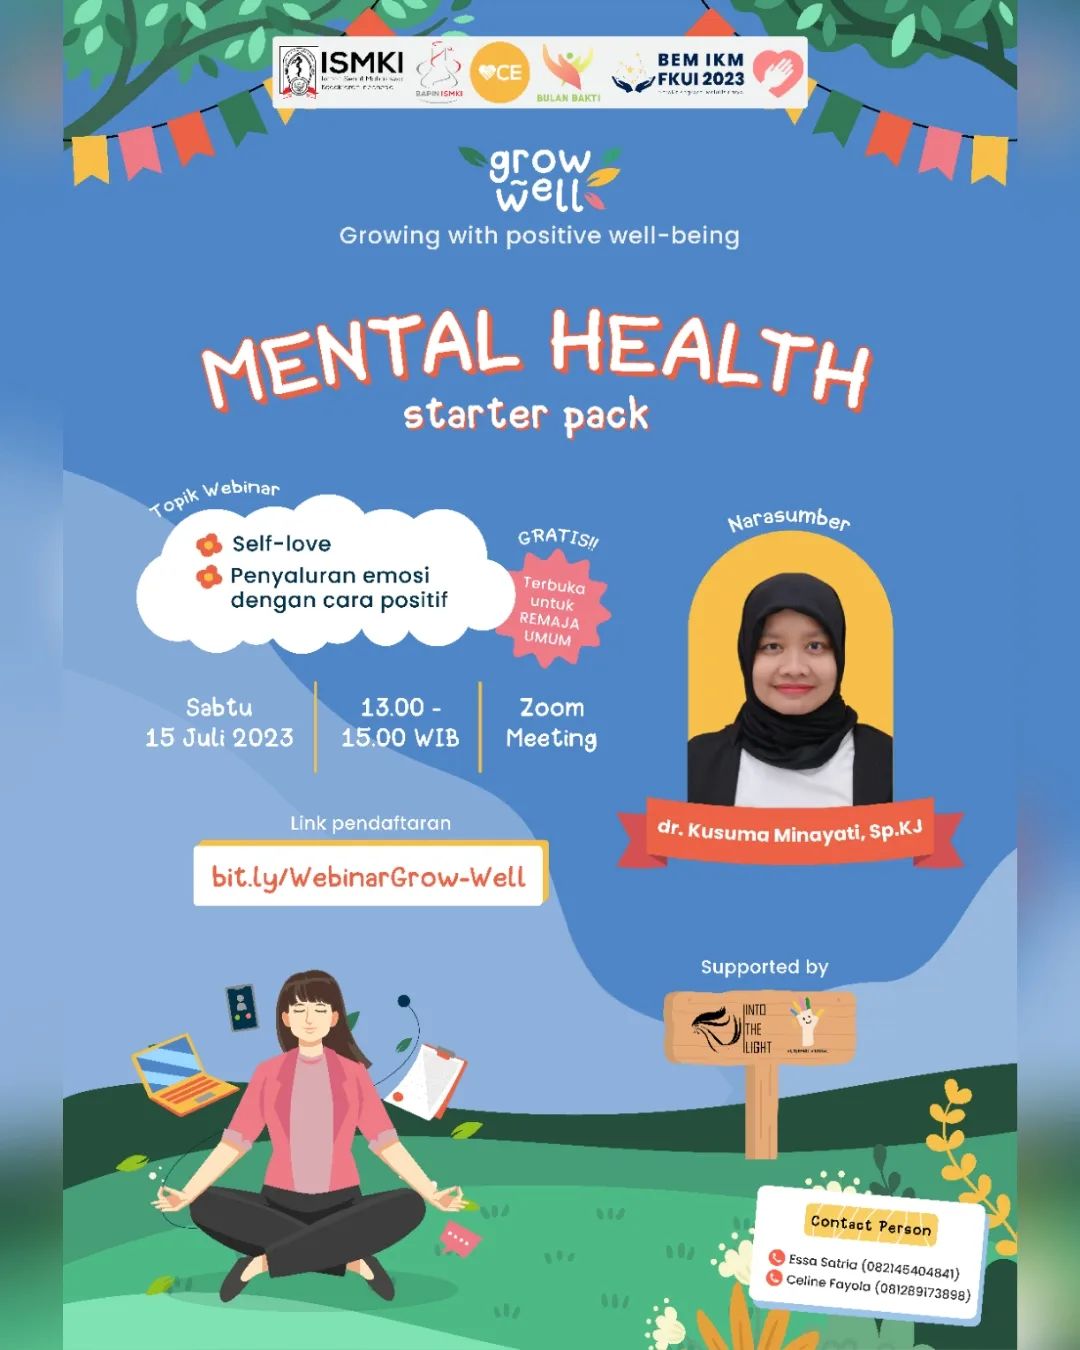 ISMKI
BAPIN ISMKI
CE
BULAN BAKTI
BEM IKM
FKUI 2023
grow
well
Growing with positive well-being
MENTAL HEALTH
starter pack
Topik Webinar
Self-love
Penyaluran emosi
dengan cara positif
GRATIS!!
Terbuka
untuk
REMAJA
UMUM
Narasumber
Sabtu
15 Juli 2023
13.00 -
15.00 WIB
Zoom
Meeting
dr. Kusuma Minayati, Sp.KJ
Link pendaftaran
bit.ly/WebinarGrow-Well
Supported by
INTO
THE
LIGHT
Contact Person
Essa Satria (082145404841)
Celine Fayola (081289173898)